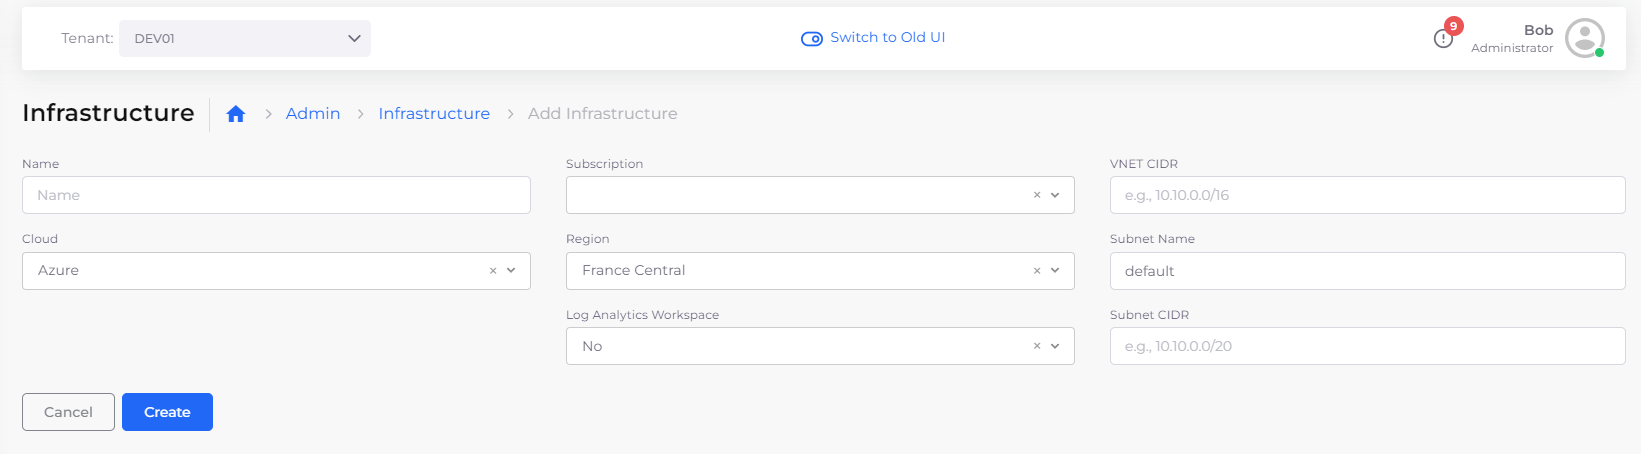 Tenant: DEV01
Switch to Old UI
9
Bob
Administrator
Infrastructure
Admin > Infrastructure > Add Infrastructure
Name
Name
Subscription
VNET CIDR
e.g., 10.10.0.0/16
Cloud
Azure
Region
France Central
Subnet Name
default
Log Analytics Workspace
No
Subnet CIDR
e.g., 10.10.0.0/20
Cancel
Create